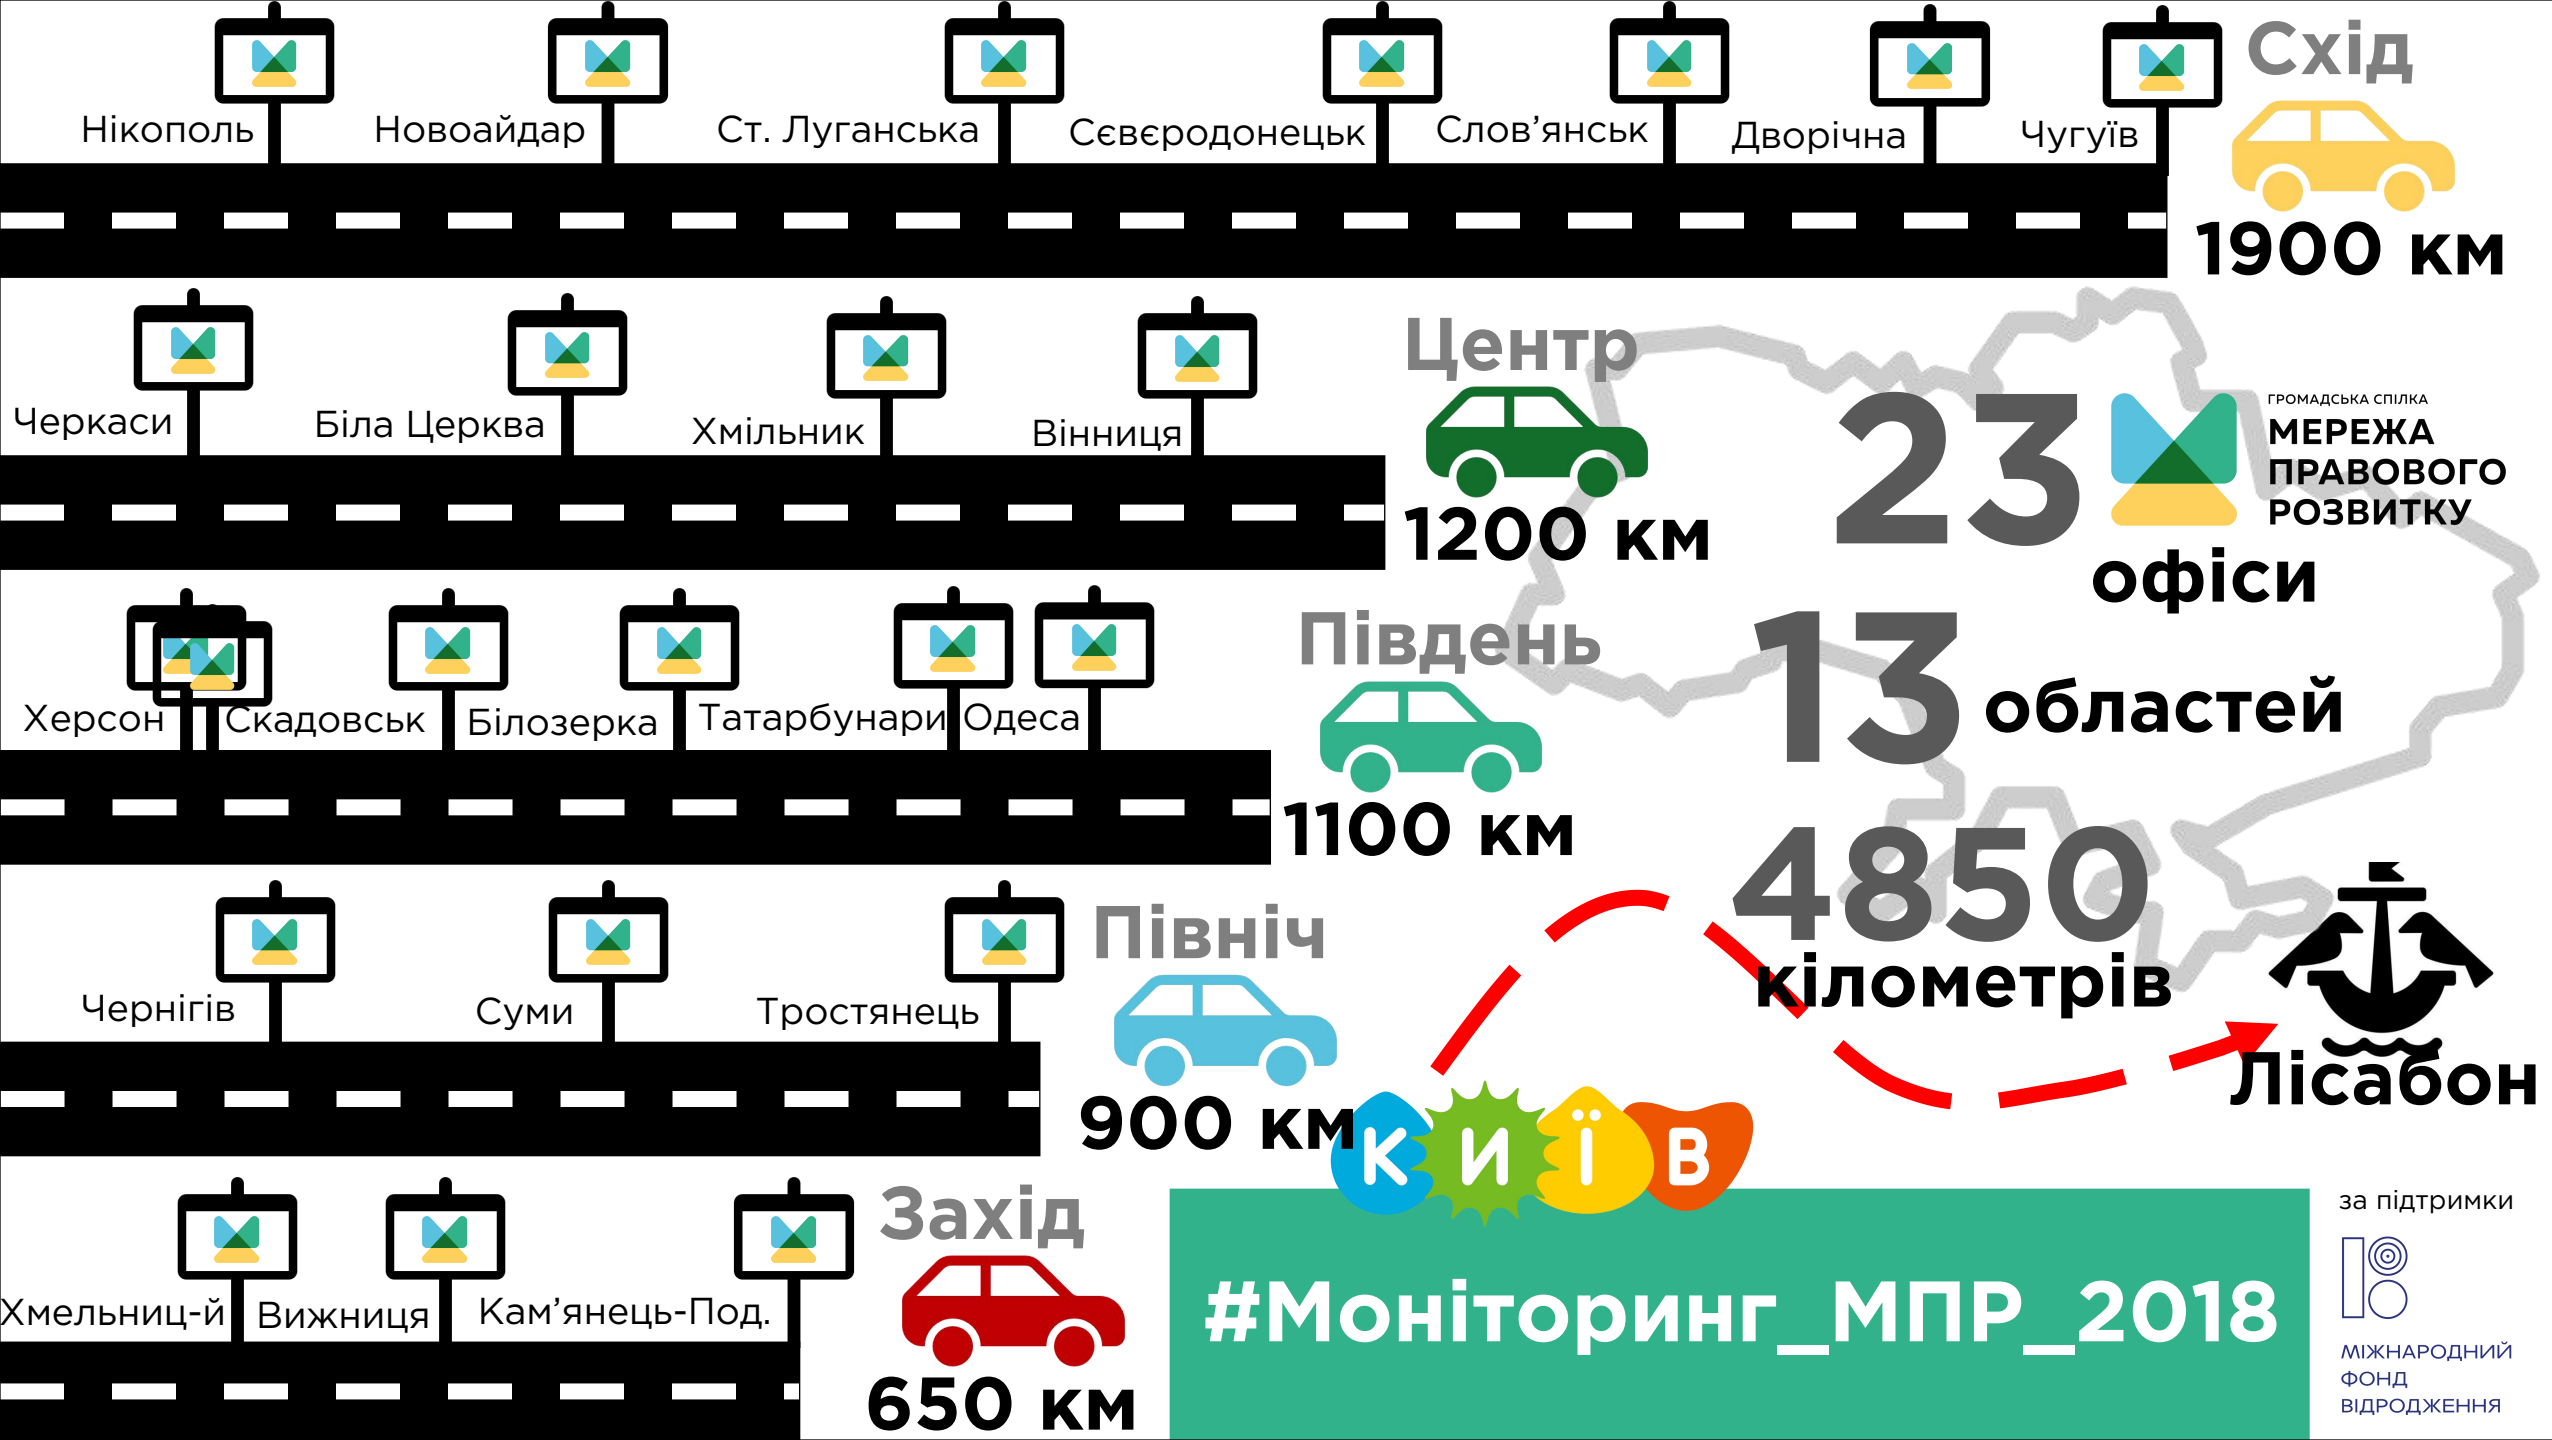 Схід
Нікополь
Новоайдар
Ст. Луганська
Сєвєродонецьк
Слов’янськ
Дворічна
Чугуїв
1900 км
Центр
Черкаси
Біла Церква
Хмільник
Вінниця
1200 км
23
ГРОМАДСЬКА СПІЛКА
МЕРЕЖА
ПРАВОВОГО
РОЗВИТКУ
офіси
Південь
Херсон
Скадовськ
Білозерка
Татарбунари
Одеса
1100 км
13 областей
4850
кілометрів
Північ
Чернігів
Суми
Тростянець
900 км
київ
Лісабон
Захід
Хмельниц-й
Вижниця
Кам’янець-Под.
650 км
#Моніторинг_МПР_2018
за підтримки
МІЖНАРОДНИЙ
ФОНД
ВІДРОДЖЕННЯ